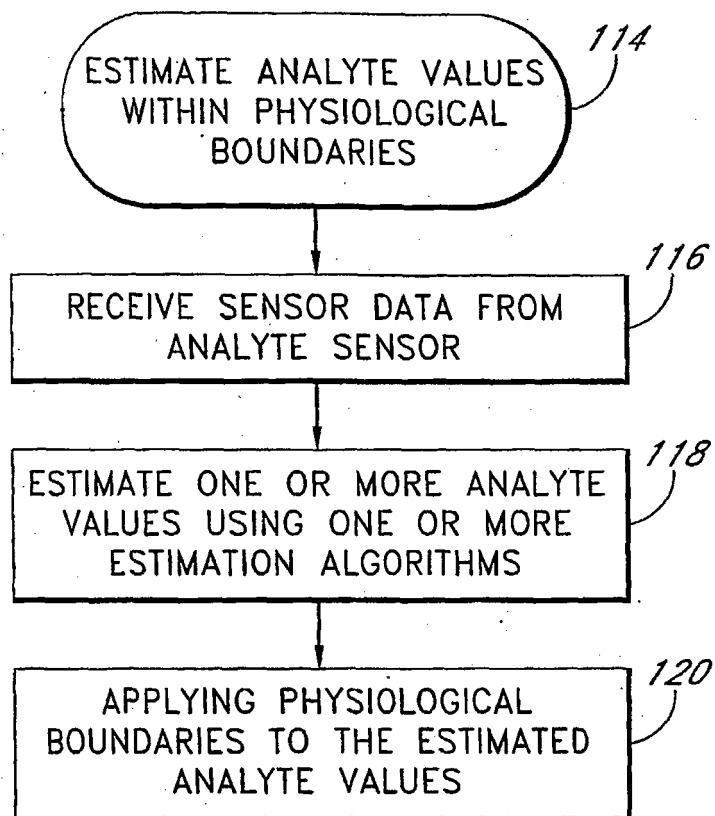 114
ESTIMATE ANALYTE VALUES
WITHIN PHYSIOLOGICAL
BOUNDARIES
116
RECEIVE SENSOR DATA FROM
ANALYTE SENSOR
118
ESTIMATE ONE OR MORE ANALYTE
VALUES USING ONE OR MORE
ESTIMATION ALGORITHMS
120
APPLYING PHYSIOLOGICAL
BOUNDARIES TO THE ESTIMATED
ANALYTE VALUES